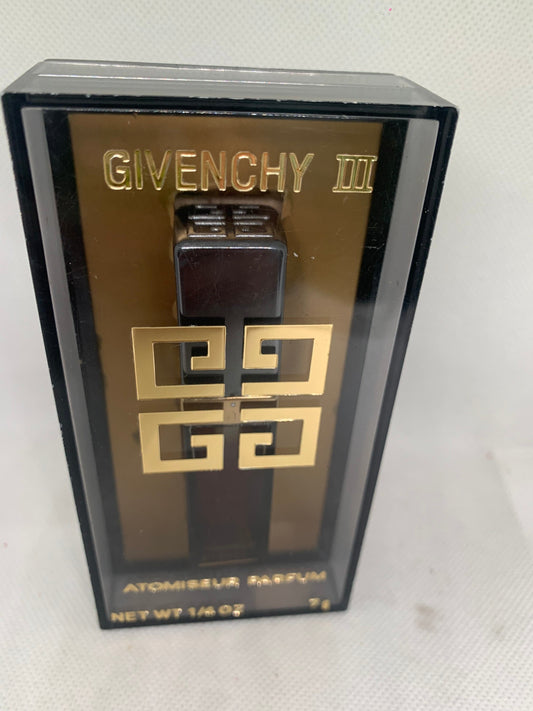 GIVENCHY III
ATOMISEUR PARFUM
NET WT 1/4 OZ 7g